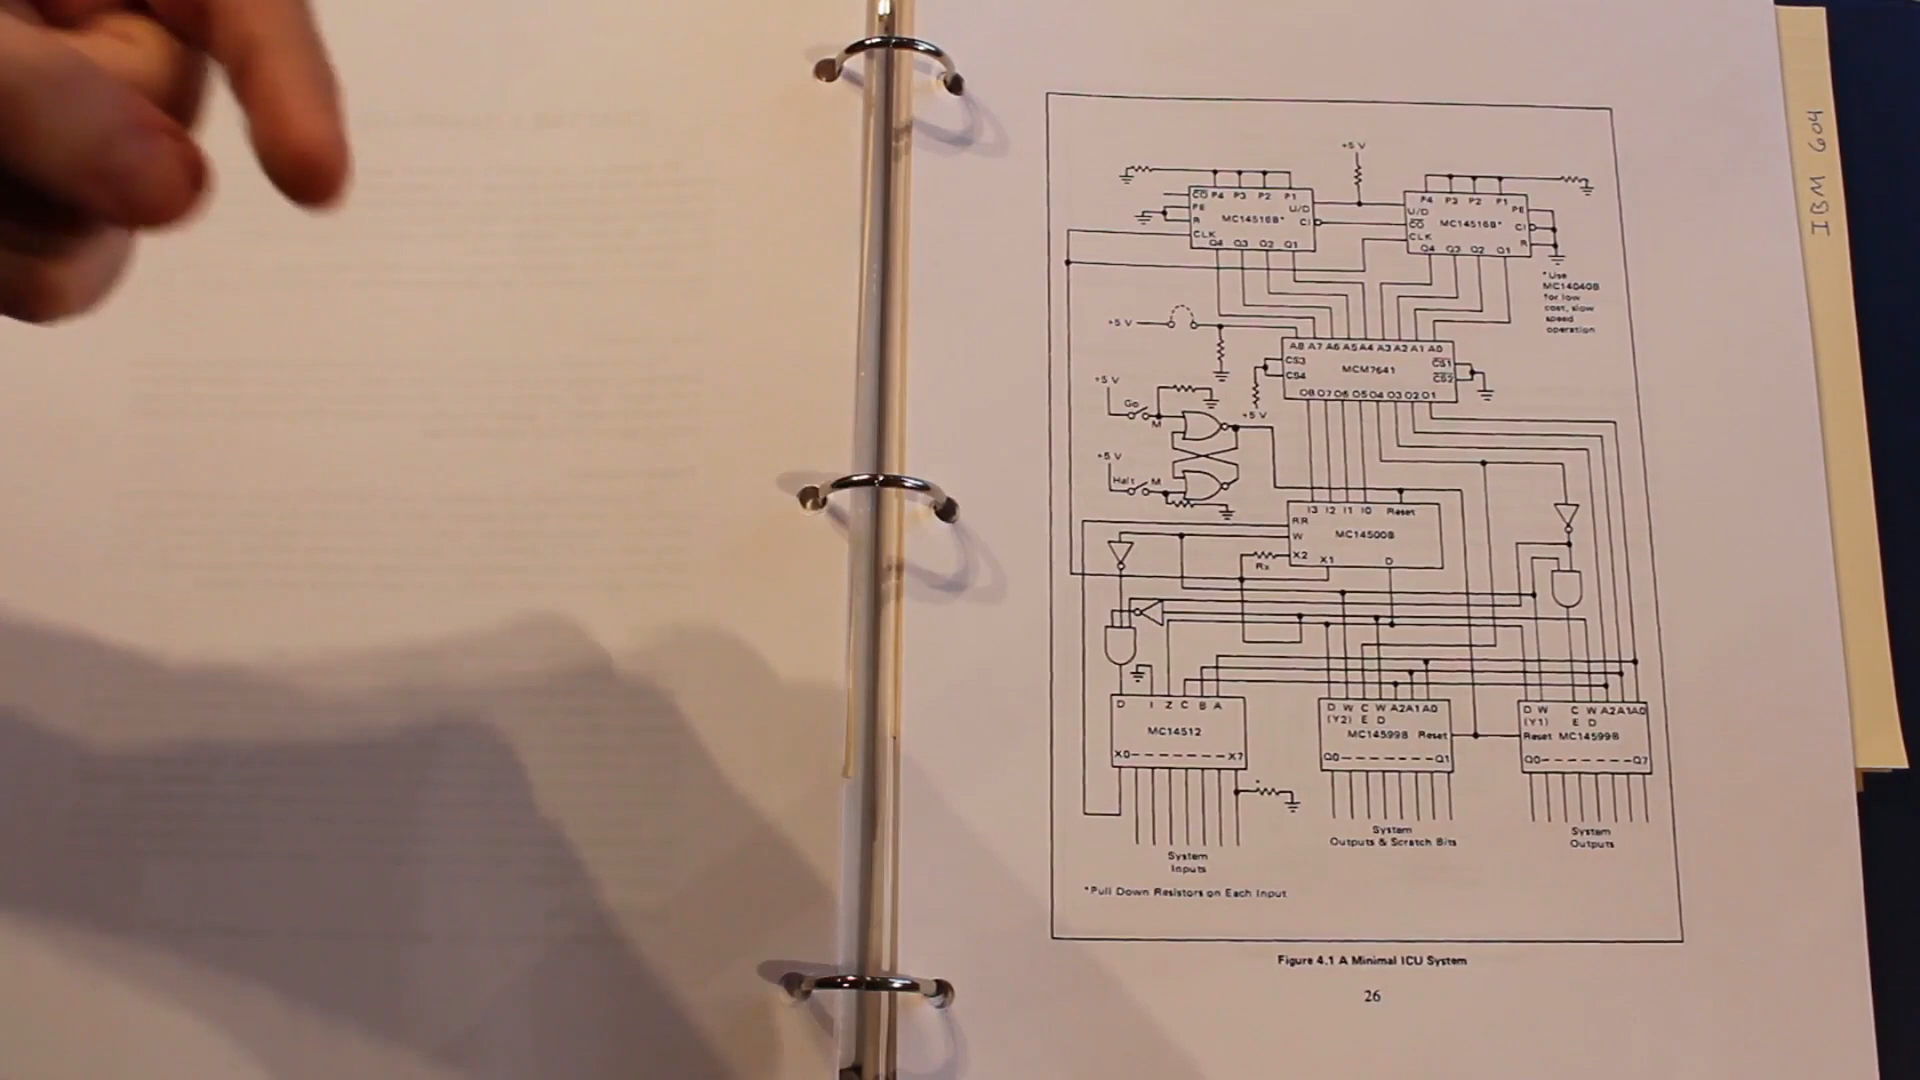 +5 V
CO P4 P3 P2 P1
PE U/D
R MC14516B* CI
CLK
Q4 Q3 Q2 Q1
P4 P3 P2 P1
U/D PE
CO MC14516B* CI
CLK R
Q4 Q3 Q2 Q1
*Use
MC14040B
for low
cost, slow
speed
operation
+5 V
A8 A7 A6 A5 A4 A3 A2 A1 A0
CS3 CS1
MCM7641
CS4 CS2
O8 O7 O6 O5 O4 O3 O2 O1
+5 V
+5 V
Go
M
+5 V
Halt M
I3 I2 I1 I0 Reset
RR
W MC14500B
X2
Rx X1 D
D I Z C B A
MC14512
X0 X7
D W C W A2 A1 A0
(Y2) E D
MC14599B Reset
Q0 Q1
D W C W A2 A1 A0
(Y1) E D
Reset MC14599B
Q0 Q7
*
System
Inputs
System
Outputs & Scratch Bits
System
Outputs
*Pull Down Resistors on Each Input
Figure 4.1 A Minimal ICU System
26
IBM 604